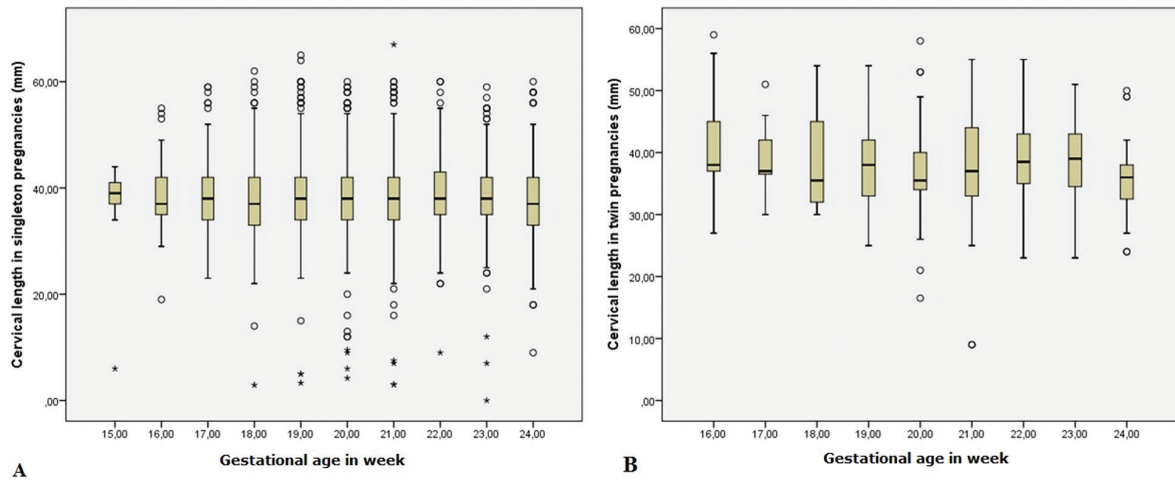 Cervical length in singleton pregnancies (mm)
60,00
40,00
20,00
,00
15,00 16,00 17,00 18,00 19,00 20,00 21,00 22,00 23,00 24,00
Gestational age in week
A
Cervical length in twin pregnancies (mm)
60,00
50,00
40,00
30,00
20,00
10,00
,00
16,00 17,00 18,00 19,00 20,00 21,00 22,00 23,00 24,00
Gestational age in week
B